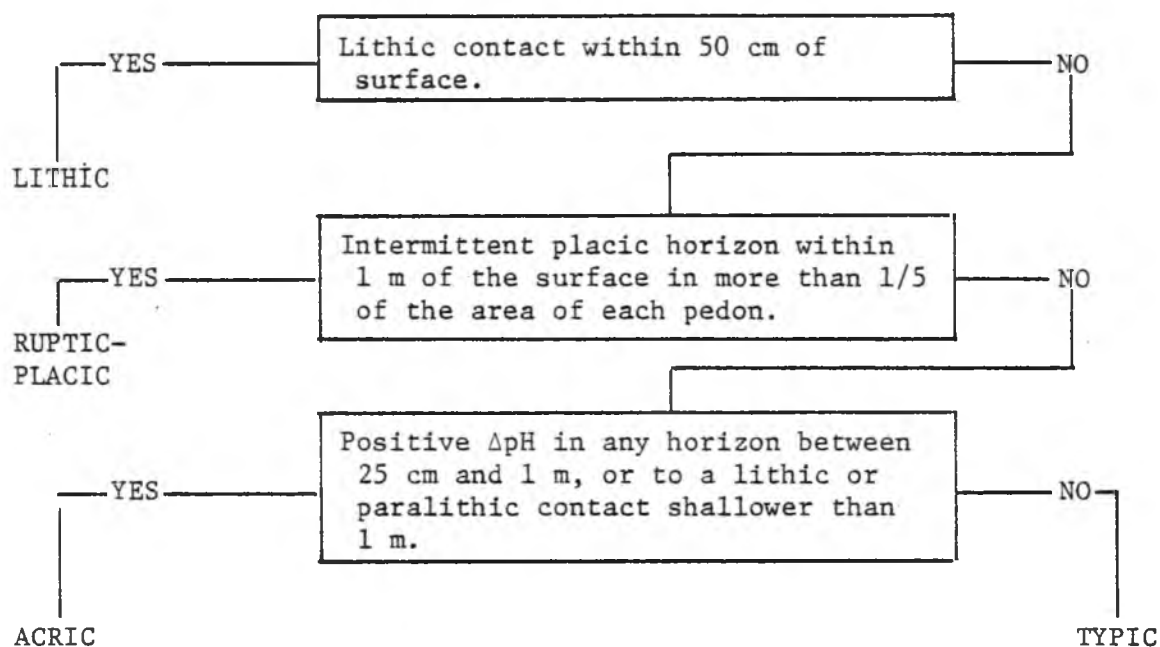 Lithic contact within 50 cm of
surface.
YES
NO
LITHIC
Intermittent placic horizon within
1 m of the surface in more than 1/5
of the area of each pedon.
YES
NO
RUPTIC-
PLACIC
Positive ΔpH in any horizon between
25 cm and 1 m, or to a lithic or
paralithic contact shallower than
1 m.
YES
NO
ACRIC
TYPIC